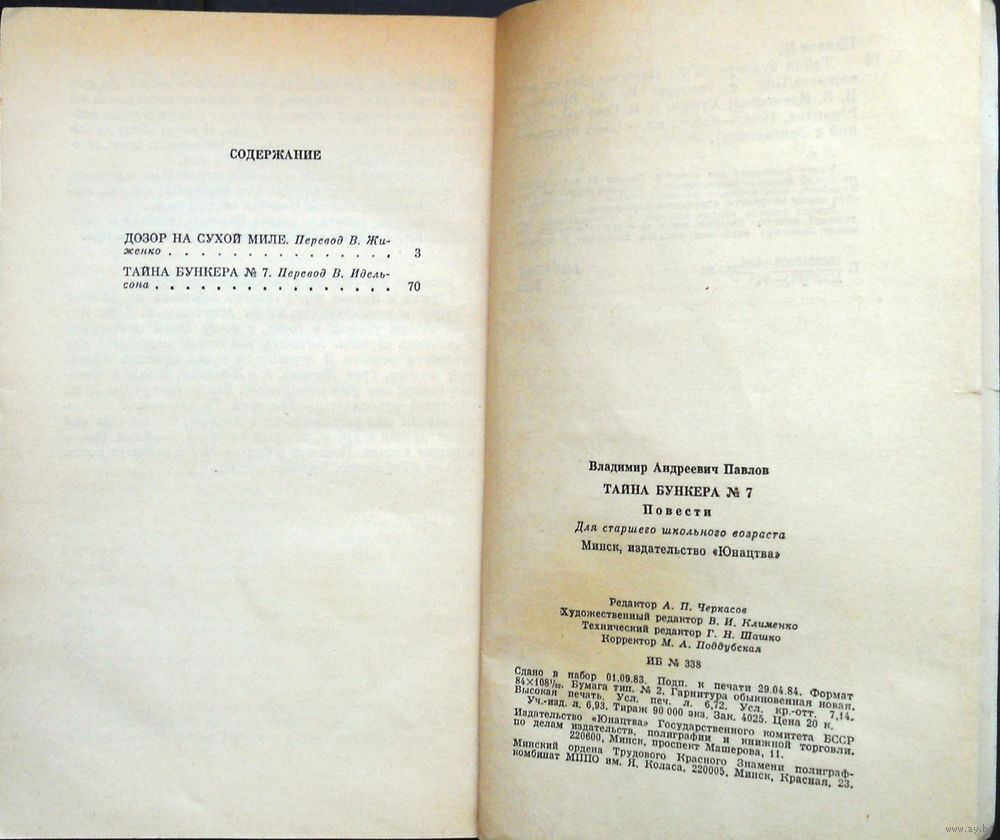 СОДЕРЖАНИЕ
ДОЗОР НА СУХОЙ МИЛЕ. Перевод В. Жи-
женко . . . . . . . . . . . . . . . 3
ТАЙНА БУНКЕРА № 7. Перевод В. Идель-
сона . . . . . . . . . . . . . . . . 70
Владимир Андреевич Павлов
ТАЙНА БУНКЕРА № 7
Повести
Для старшего школьного возраста
Минск, издательство «Юнацтва»
Редактор А. П. Черкасов
Художественный редактор В. И. Клименко
Технический редактор Г. Н. Шашко
Корректор М. А. Поддубская
ИБ № 338
Сдано в набор 01.09.83. Подп. к печати 29.04.84. Формат
84×108¹/₃₂. Бумага тип. № 2. Гарнитура обыкновенная новая.
Высокая печать. Усл. печ. л. 6,72. Усл. кр.-отт. 7,14.
Уч.-изд. л. 6,93. Тираж 90 000 экз. Зак. 4025. Цена 20 к.
Издательство «Юнацтва» Государственного комитета БССР
по делам издательств, полиграфии и книжной торговли.
220600, Минск, проспект Машерова, 11.
Минский ордена Трудового Красного Знамени полиграф-
комбинат МППО им. Я. Коласа, 220005, Минск, Красная, 23.